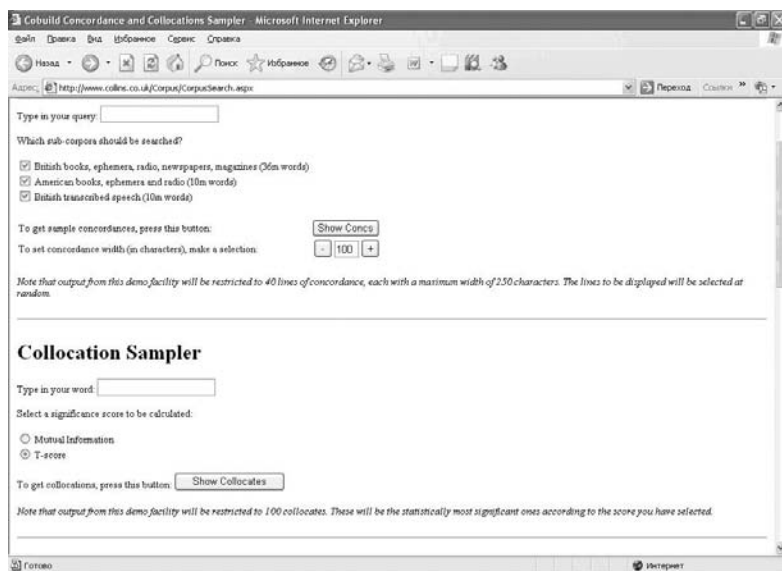 Cobuild Concordance and Collocations Sampler - Microsoft Internet Explorer
Файл Правка Вид Избранное Сервис Справка
Назад Поиск Избранное
Адрес: http://www.collins.co.uk/Corpus/CorpusSearch.aspx Переход Ссылки »
Type in your query:
Which sub-corpora should be searched?
British books, ephemera, radio, newspapers, magazines (36m words)
American books, ephemera and radio (10m words)
British transcribed speech (10m words)
To get sample concordances, press this button: Show Concs
To set concordance width (in characters), make a selection: - 100 +
Note that output from this demo facility will be restricted to 40 lines of concordance, each with a maximum width of 250 characters. The lines to be displayed will be selected at
random.
Collocation Sampler
Type in your word:
Select a significance score to be calculated:
Mutual Information
T-score
To get collocations, press this button: Show Collocates
Note that output from this demo facility will be restricted to 100 collocates. These will be the statistically most significant ones according to the score you have selected.
Готово Интернет